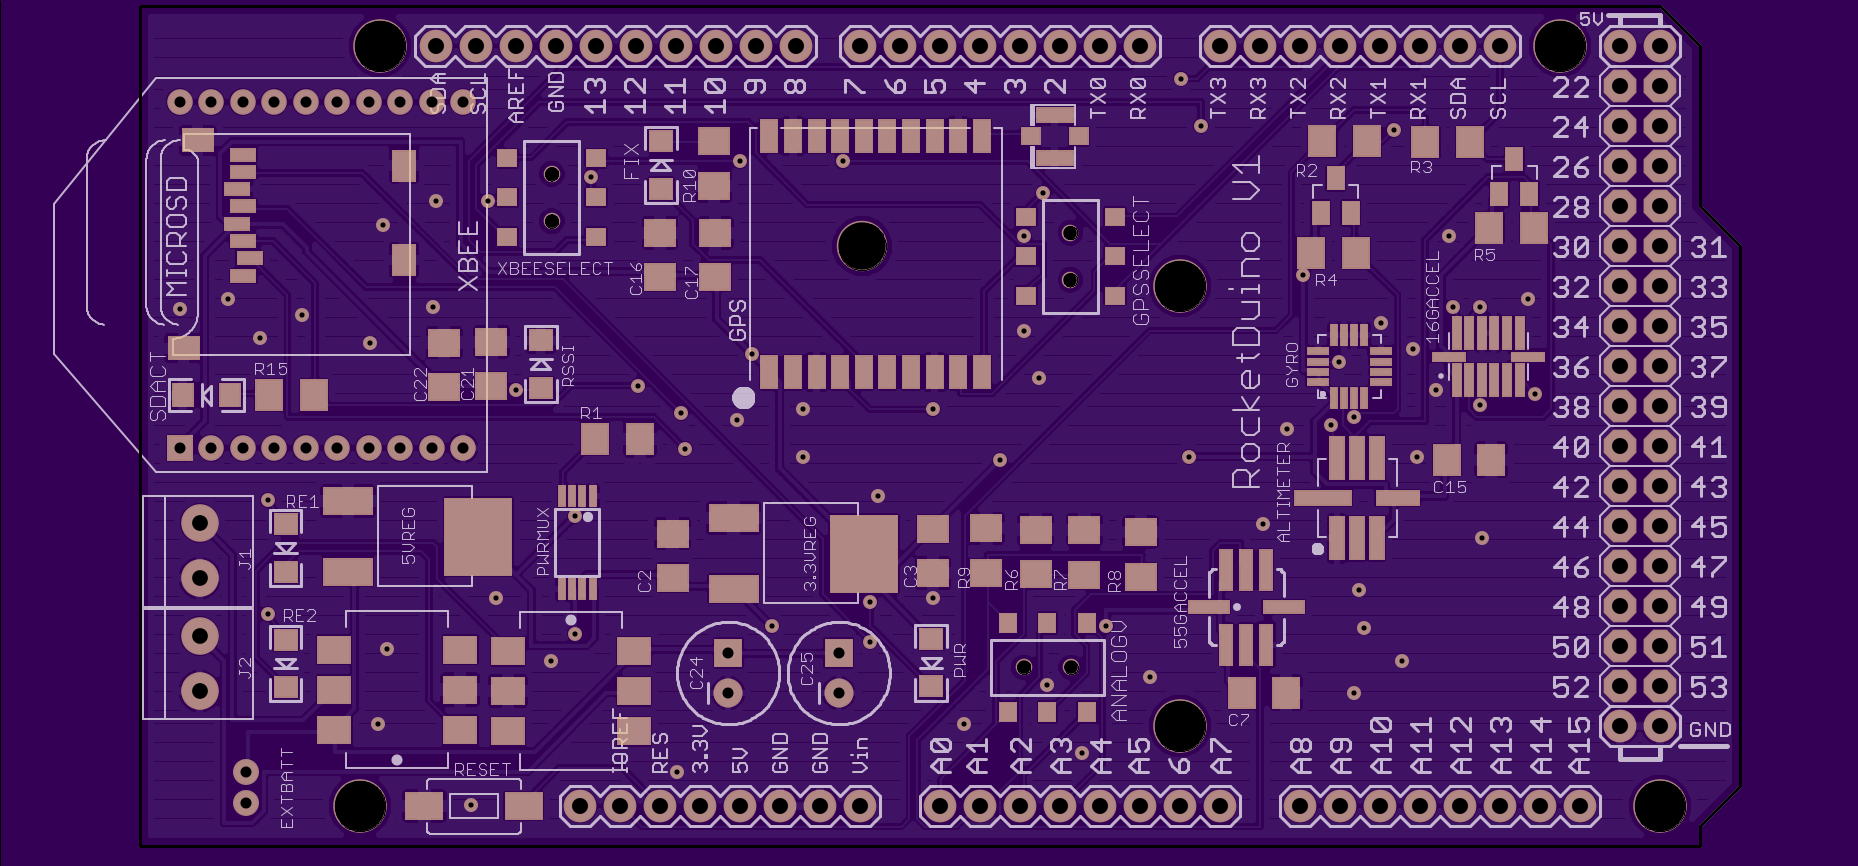 5V
SDA
SCL
AREF
GND
13
12
11
10
9
8
7
6
5
4
3
2
TX0
RX0
TX3
RX3
TX2
RX2
TX1
RX1
SDA
SCL
22
24
26
28
30 31
32 33
34 35
36 37
38 39
40 41
42 43
44 45
46 47
48 49
50 51
52 53
GND
MICROSD
XBEE
XBEESELECT
FIX
R10
C16
C17
GPS
GPSSELECT
RocketDuino v1
R2
R3
R4
R5
16GACCEL
GYRO
SDACT
R15
C22
C21
RSSI
R1
ALTIMETER
C15
RE1
J1
5VREG
PWRMUX
C2
3.3VREG
C3
R9
R6
R7
R8
55GACCEL
RE2
J2
C24
C25
PWR
ANALOGV
C7
EXTBATT
RESET
IOREF
RES
3.3V
5V
GND
GND
Vin
A0
A1
A2
A3
A4
A5
6
A7
A8
A9
A10
A11
A12
A13
A14
A15